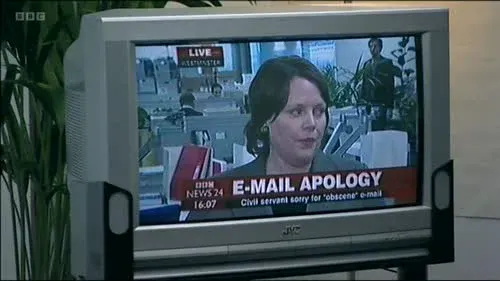 BBC
LIVE
WESTMINSTER
BBC
NEWS 24
16:07
E-MAIL APOLOGY
Civil servant sorry for "obscene" e-mail
JVC